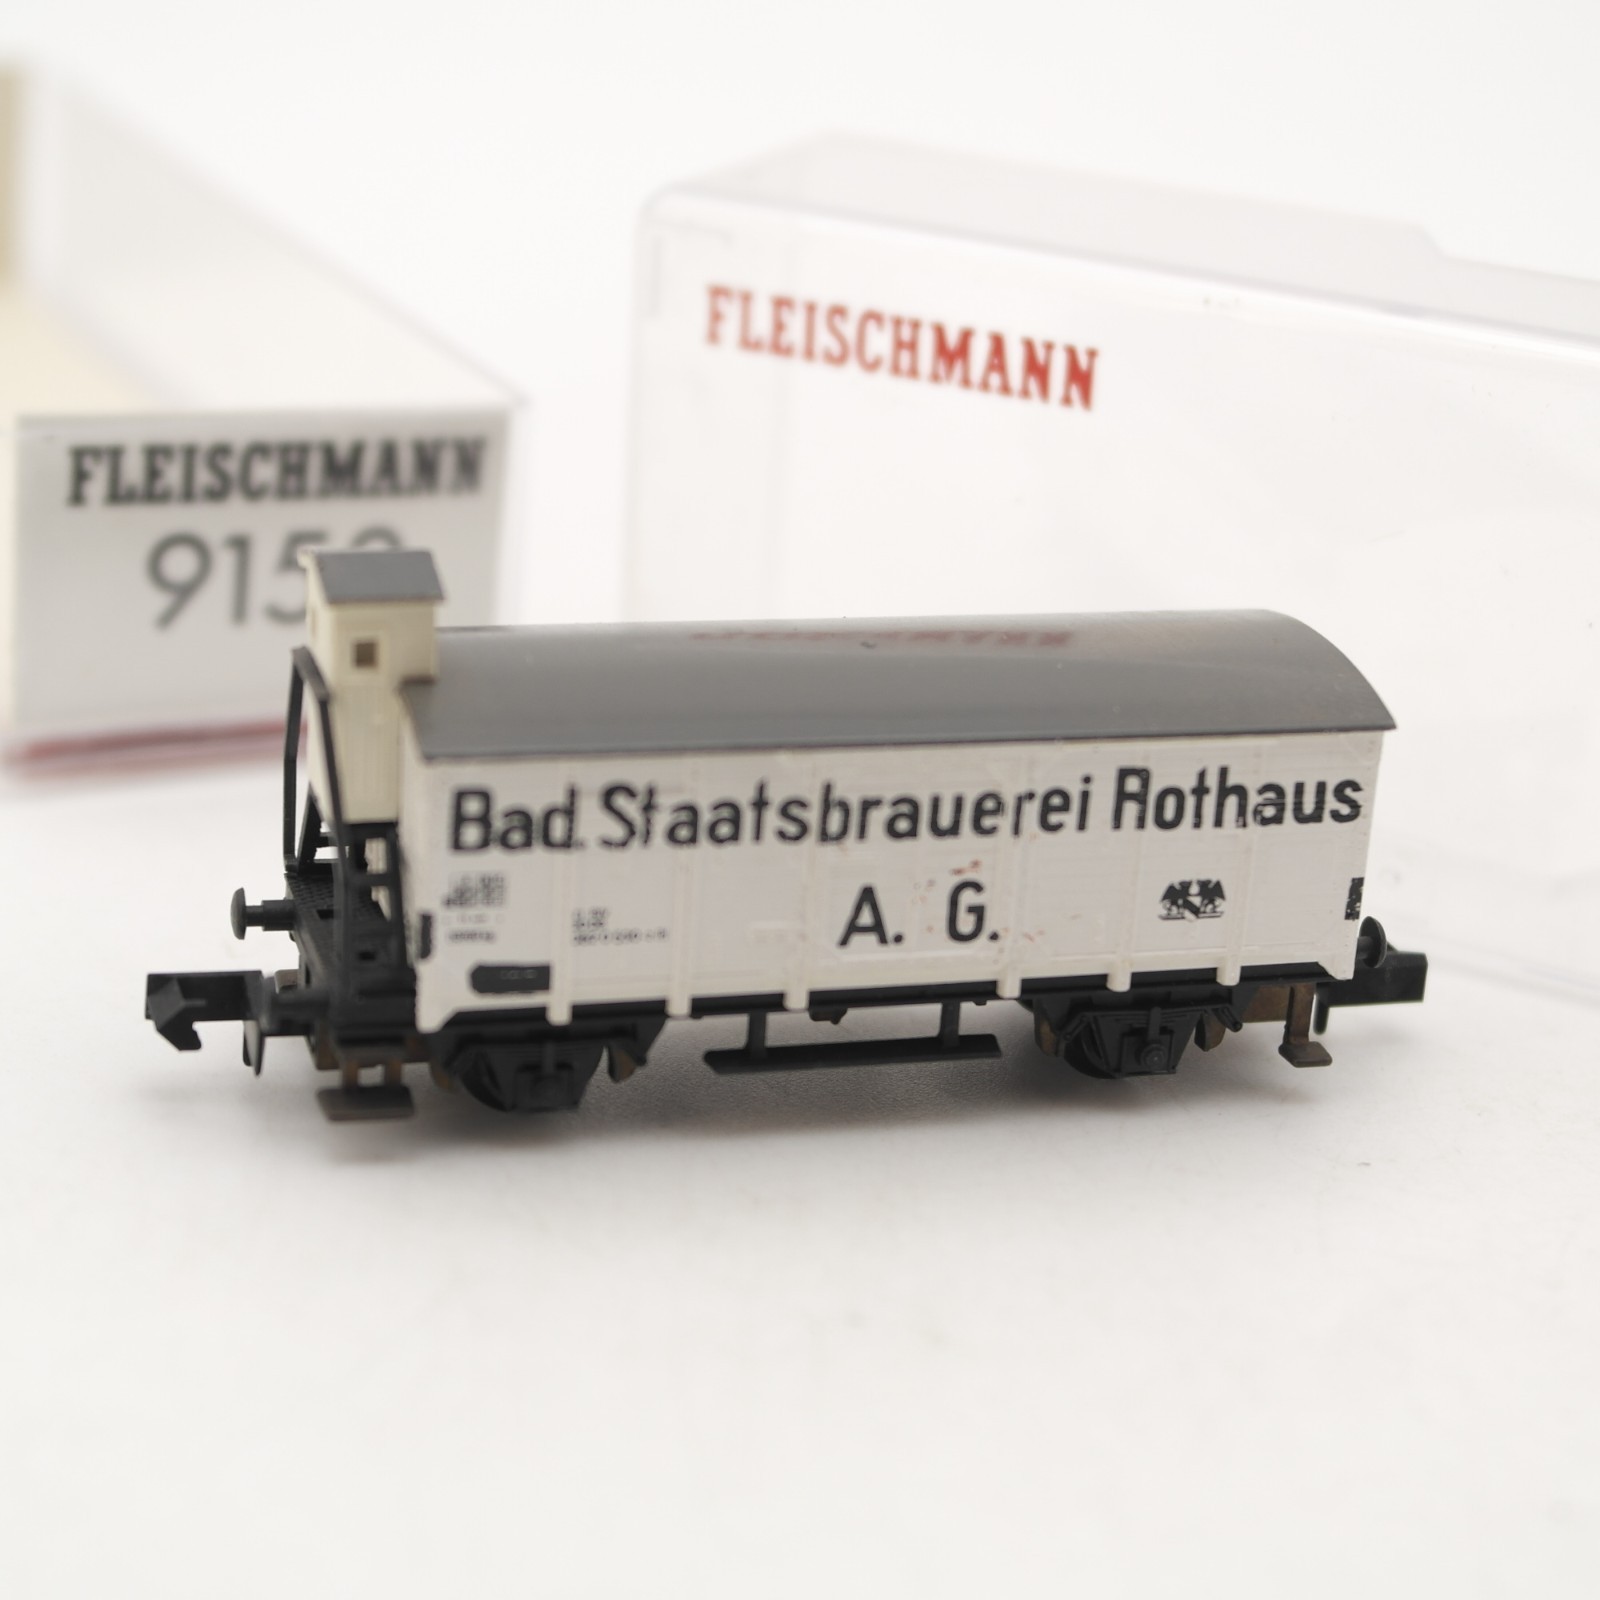 FLEISCHMANN
FLEISCHMANN
Bad. Staatsbrauerei Rothaus
A. G.